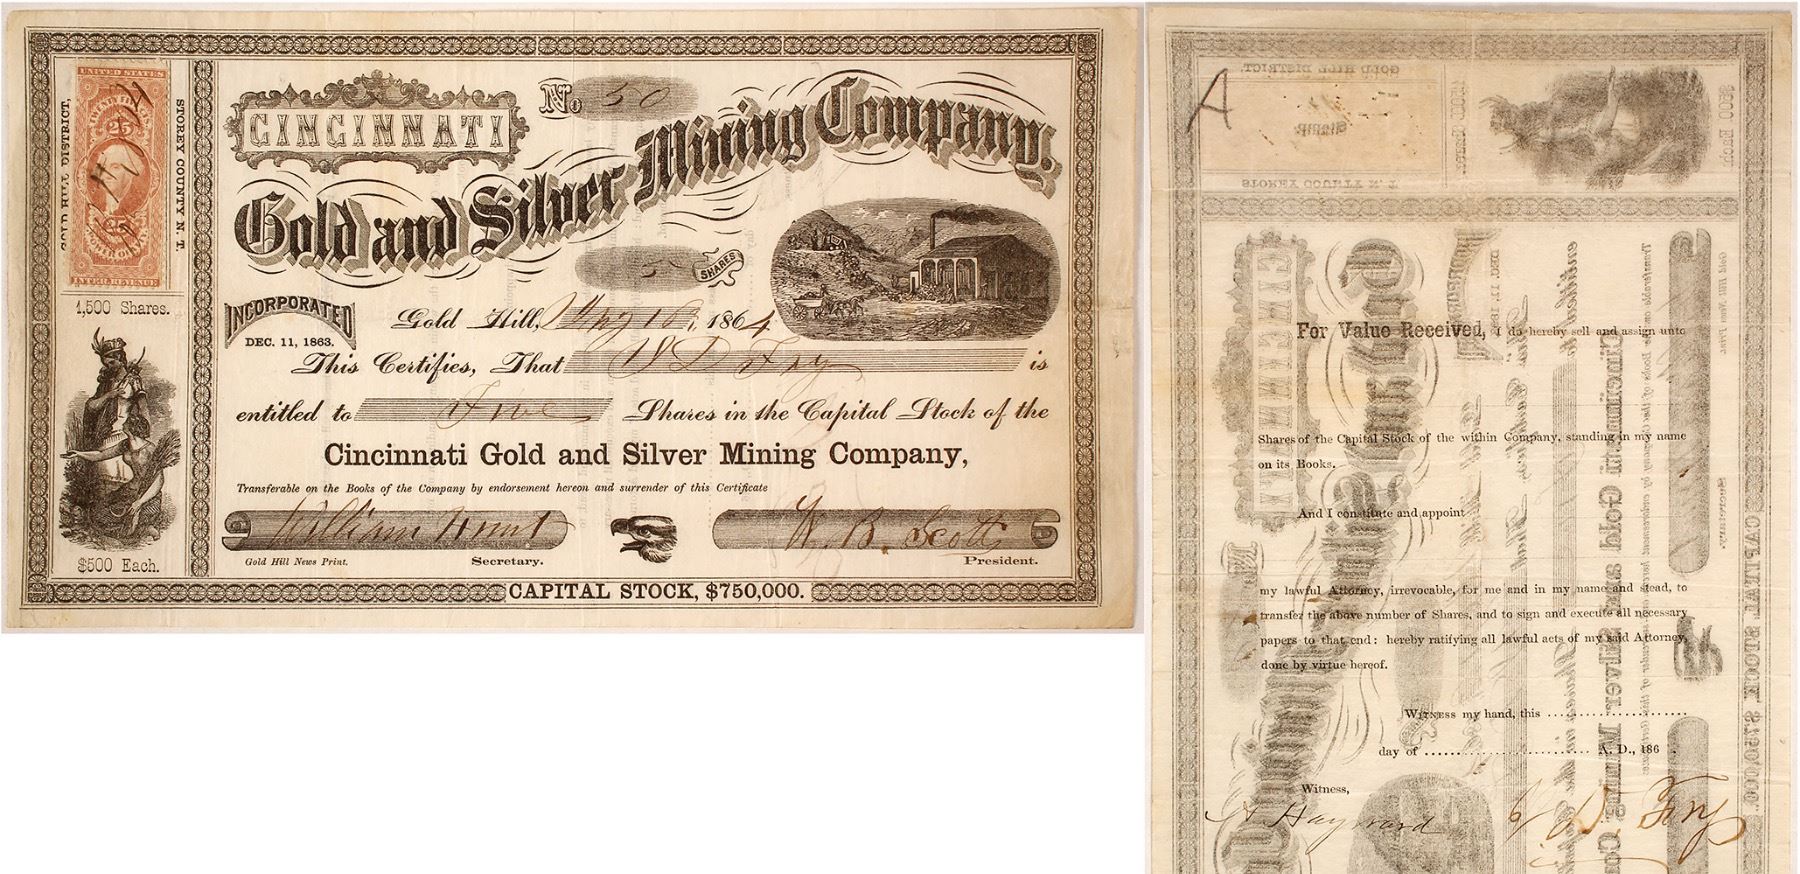 UNITED STATES
25
25
INTER. REVENUE
GOLD HILL DISTRICT,
STOREY COUNTY N. T.
1,500 Shares.
$500 Each.
CINCINNATI
No 50
Gold and Silver Mining Company.
5 SHARES
INCORPORATED
DEC. 11, 1863.
Gold Hill, May 18, 1864
This Certifies, That J D Fry is
entitled to Five Shares in the Capital Stock of the
Cincinnati Gold and Silver Mining Company,
Transferable on the Books of the Company by endorsement hereon and surrender of this Certificate
William Hunt
W. B. Scott
Gold Hill News Print.
Secretary.
President.
CAPITAL STOCK, $750,000.
A
Stamp.
For Value Received, I do hereby sell and assign unto
Shares of the Capital Stock of the within Company, standing in my name
on its Books.
And I constitute and appoint
my lawful Attorney, irrevocable, for me and in my name and stead, to
transfer the above number of Shares, and to sign and execute all necessary
papers to that end: hereby ratifying all lawful acts of my said Attorney,
done by virtue hereof.
Witness my hand, this
day of A. D., 186 .
Witness,
A Hayward
J D. Fry